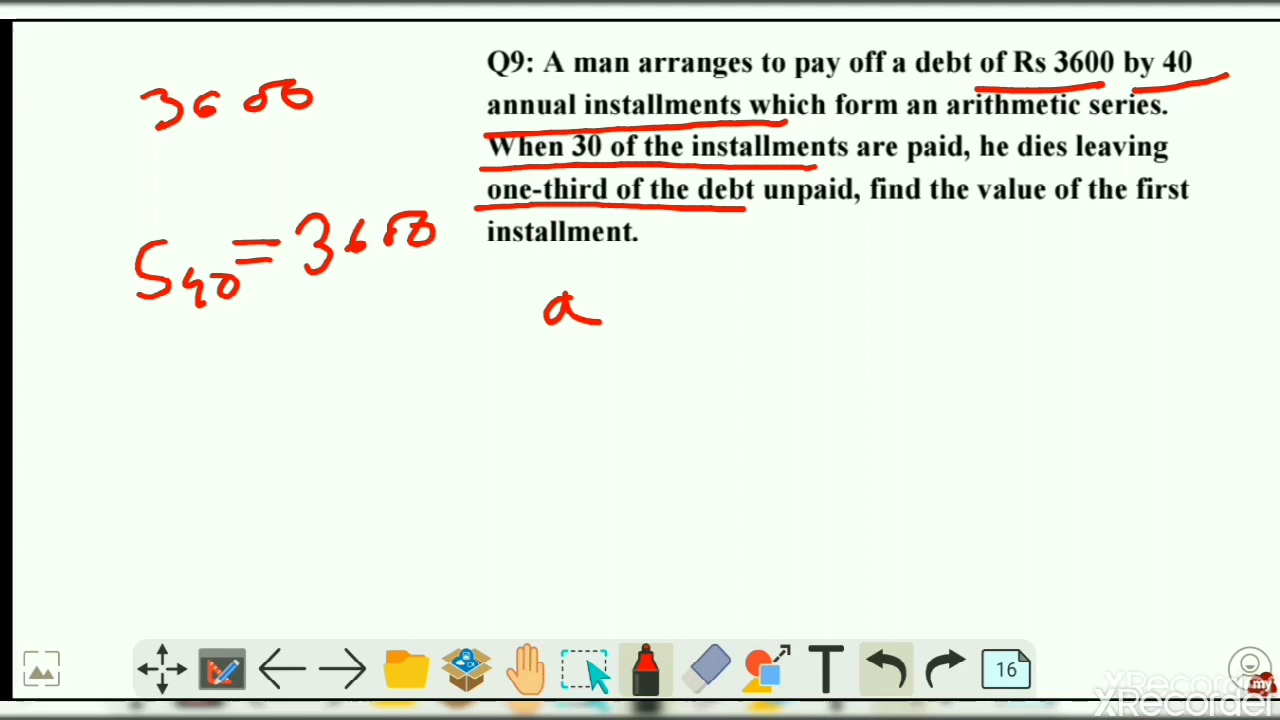 Q9: A man arranges to pay off a debt of Rs 3600 by 40
annual installments which form an arithmetic series.
When 30 of the installments are paid, he dies leaving
one-third of the debt unpaid, find the value of the first
installment.
3600
S40 = 3600
a
T
16
XRecorder
XRecorder
my